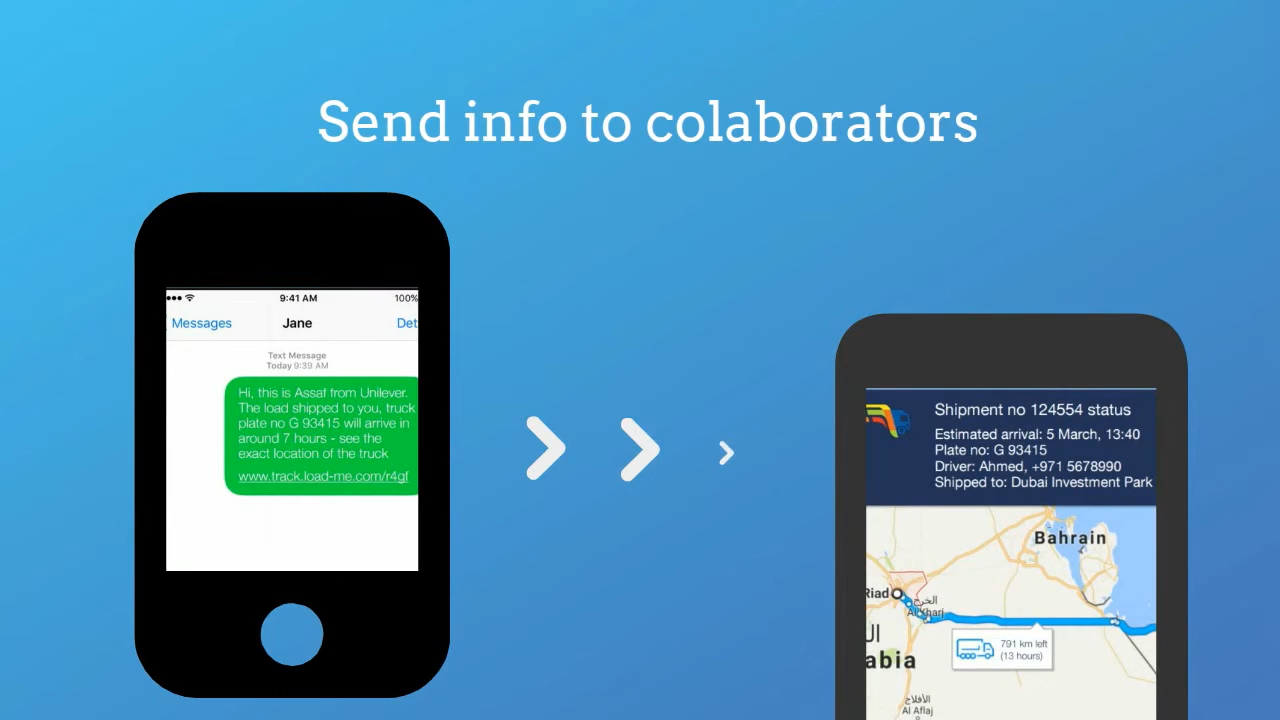 Send info to colaborators
9:41 AM
100%
Messages
Jane
Det
Text Message
Today 9:39 AM
Hi, this is Assaf from Unilever.
The load shipped to you, truck
plate no G 93415 will arrive in
around 7 hours - see the
exact location of the truck
www.track.load-me.com/r4gf
Shipment no 124554 status
Estimated arrival: 5 March, 13:40
Plate no: G 93415
Driver: Ahmed, +971 5678990
Shipped to: Dubai Investment Park
Bahrain
Riad
الخرج
Al Kharj
ال
abia
791 km left
(13 hours)
الأفلاج
Al Aflaj